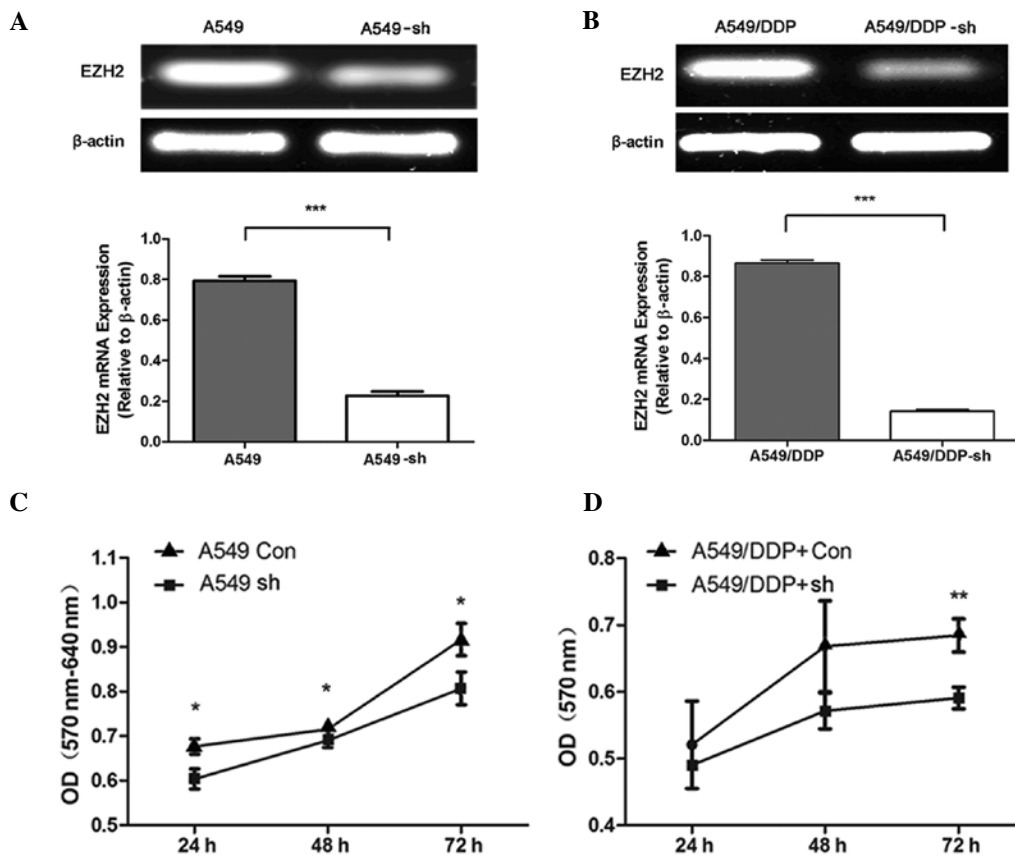 A
A549 A549-sh
EZH2
β-actin
***
EZH2 mRNA Expression
(Relative to β-actin)
1.0
0.8
0.6
0.4
0.2
0.0
A549 A549-sh
B
A549/DDP A549/DDP-sh
EZH2
β-actin
***
EZH2 mRNA Expression
(Relative to β-actin)
1.0
0.8
0.6
0.4
0.2
0.0
A549/DDP A549/DDP-sh
C
A549 Con
A549 sh
OD (570 nm-640 nm)
1.1
1.0
0.9
0.8
0.7
0.6
0.5
*
*
*
24 h 48 h 72 h
D
A549/DDP+Con
A549/DDP+sh
OD (570 nm)
0.8
0.7
0.6
0.5
0.4
**
24 h 48 h 72 h